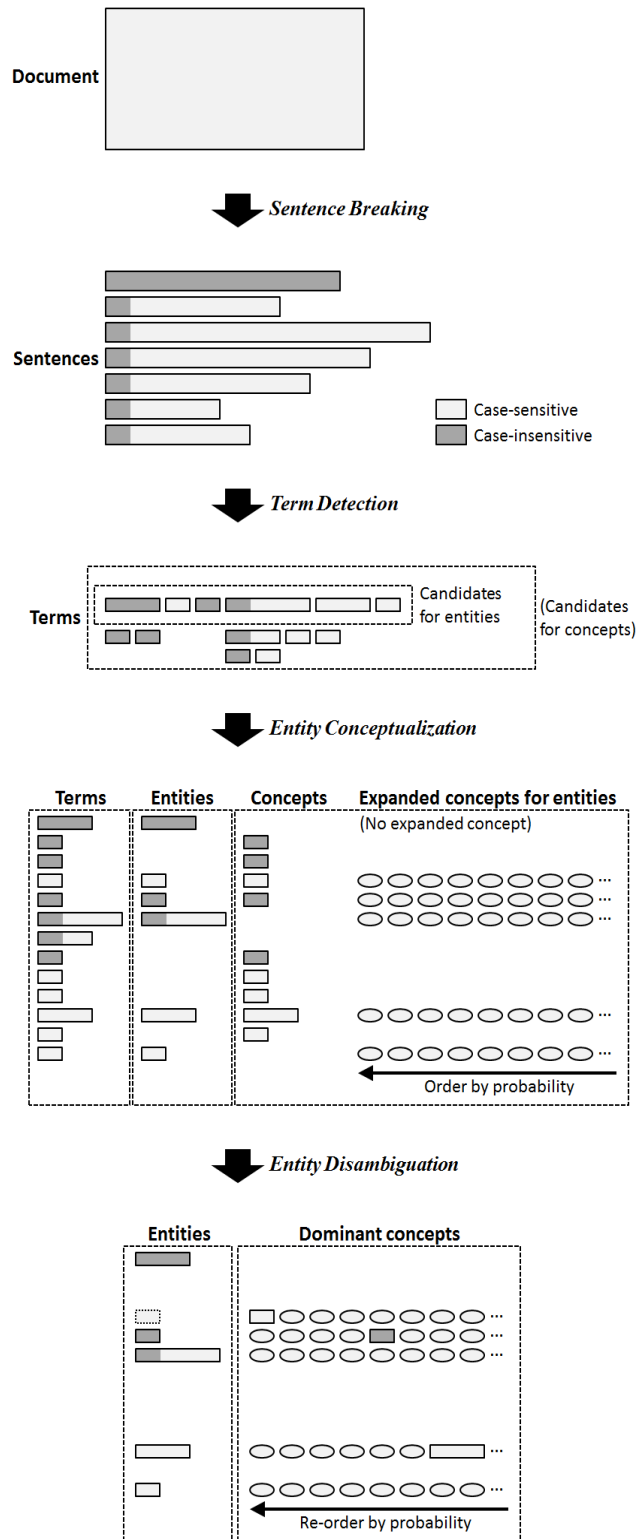 Document
Sentence Breaking
Sentences
Case-sensitive
Case-insensitive
Term Detection
Terms
Candidates
for entities
(Candidates
for concepts)
Entity Conceptualization
Terms
Entities
Concepts
Expanded concepts for entities
(No expanded concept)
...
...
...
...
...
Order by probability
Entity Disambiguation
Entities
Dominant concepts
...
...
...
...
...
Re-order by probability